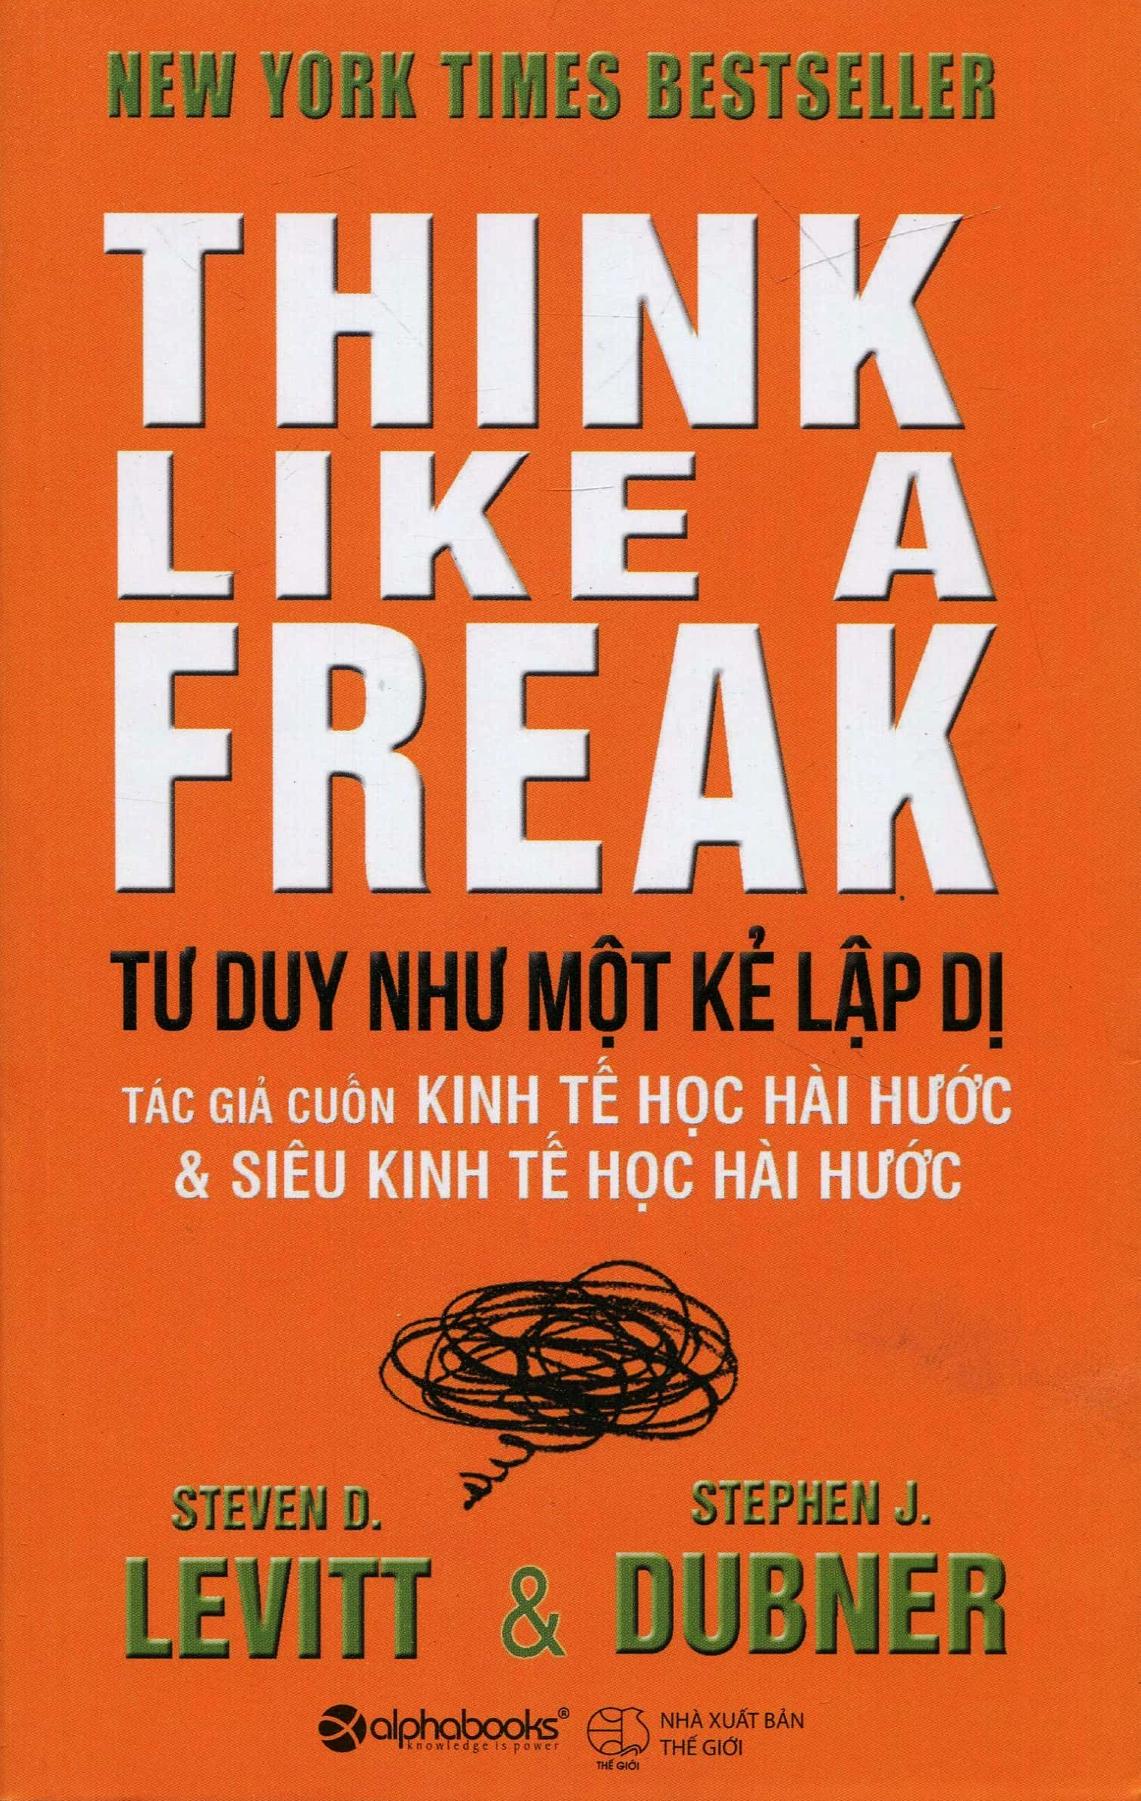 NEW YORK TIMES BESTSELLER
THINK
LIKE A
FREAK
TƯ DUY NHƯ MỘT KẺ LẬP DỊ
TÁC GIẢ CUỐN KINH TẾ HỌC HÀI HƯỚC
& SIÊU KINH TẾ HỌC HÀI HƯỚC
STEVEN D.
LEVITT
&
STEPHEN J.
DUBNER
alphabooks®
knowledge is power
THẾ GIỚI
NHÀ XUẤT BẢN
THẾ GIỚI